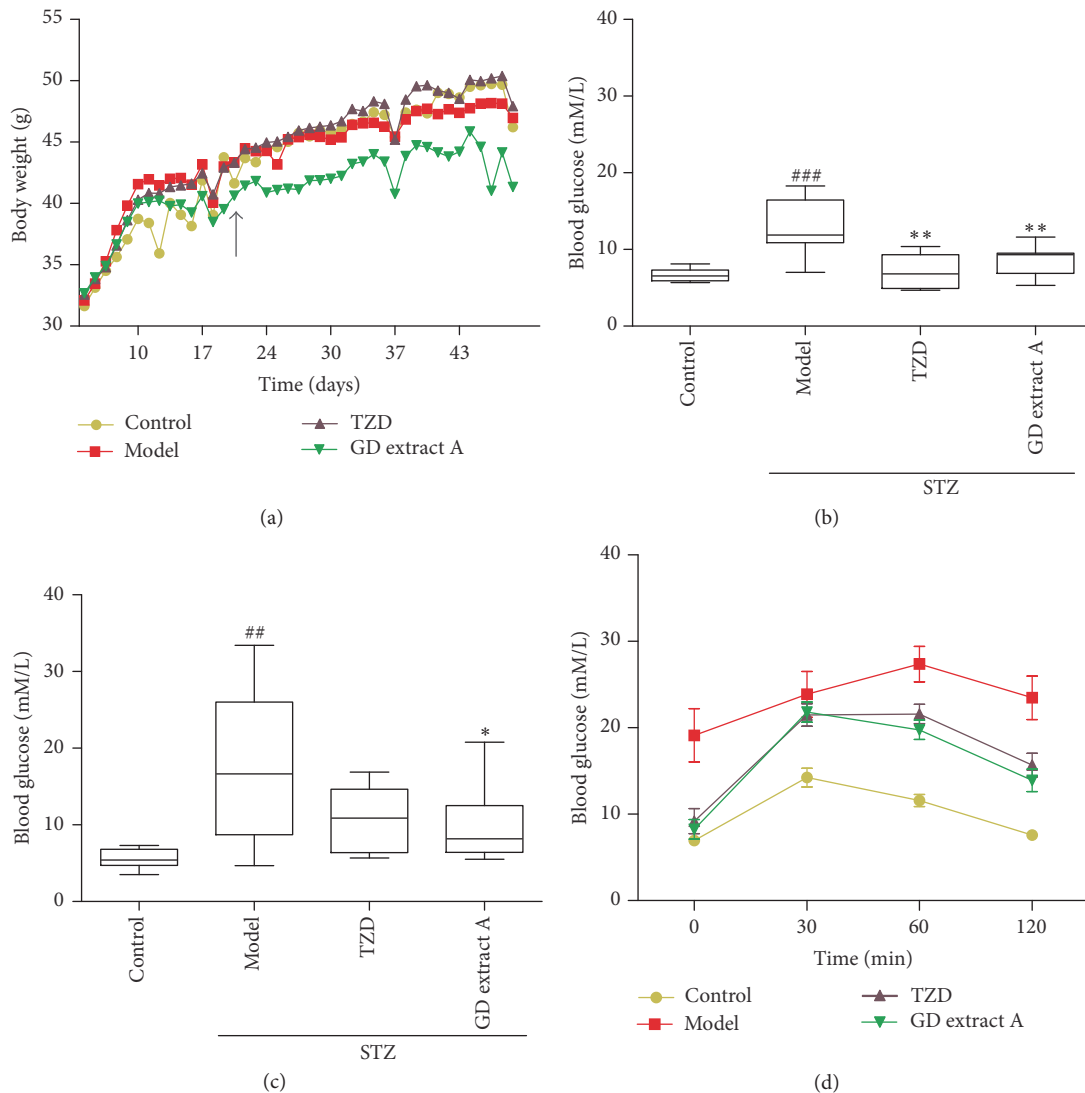 55
50
45
40
35
30
Body weight (g)
10 17 24 30 37 43
Time (days)
Control
Model
TZD
GD extract A
(a)
40
30
20
10
0
Blood glucose (mM/L)
###
**
**
Control
Model
TZD
GD extract A
STZ
(b)
40
30
20
10
0
Blood glucose (mM/L)
##
*
Control
Model
TZD
GD extract A
STZ
(c)
40
30
20
10
0
Blood glucose (mM/L)
0 30 60 120
Time (min)
Control
Model
TZD
GD extract A
(d)